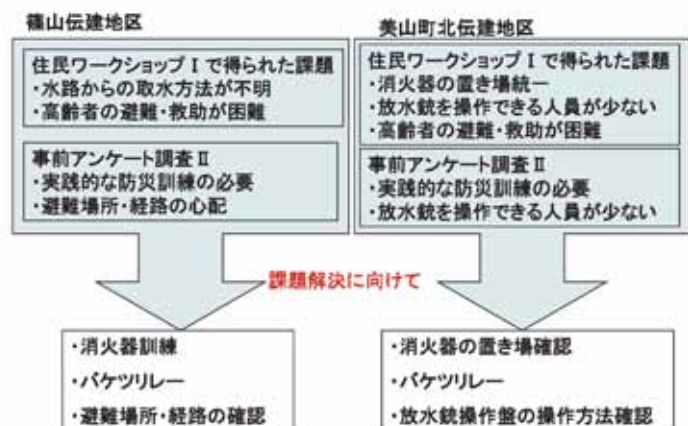 篠山伝建地区
住民ワークショップⅠで得られた課題
・水路からの取水方法が不明
・高齢者の避難・救助が困難
事前アンケート調査Ⅱ
・実践的な防災訓練の必要
・避難場所・経路の心配
美山町北伝建地区
住民ワークショップⅠで得られた課題
・消火器の置き場統一
・放水銃を操作できる人員が少ない
・高齢者の避難・救助が困難
事前アンケート調査Ⅱ
・実践的な防災訓練の必要
・放水銃を操作できる人員が少ない
課題解決に向けて
・消火器訓練
・バケツリレー
・避難場所・経路の確認
・消火器の置き場確認
・バケツリレー
・放水銃操作盤の操作方法確認